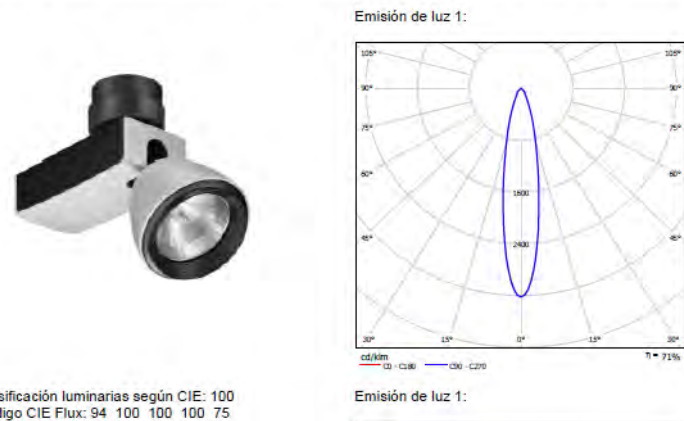 Emisión de luz 1:
105° 105°
90° 90°
75° 75°
60° 60°
45° 45°
1600
2400
30° 15° 0° 15° 30°
cd/klm
C0 - C180 C90 - C270
η = 71%
sificación luminarias según CIE: 100
digo CIE Flux: 94 100 100 100 75
Emisión de luz 1: